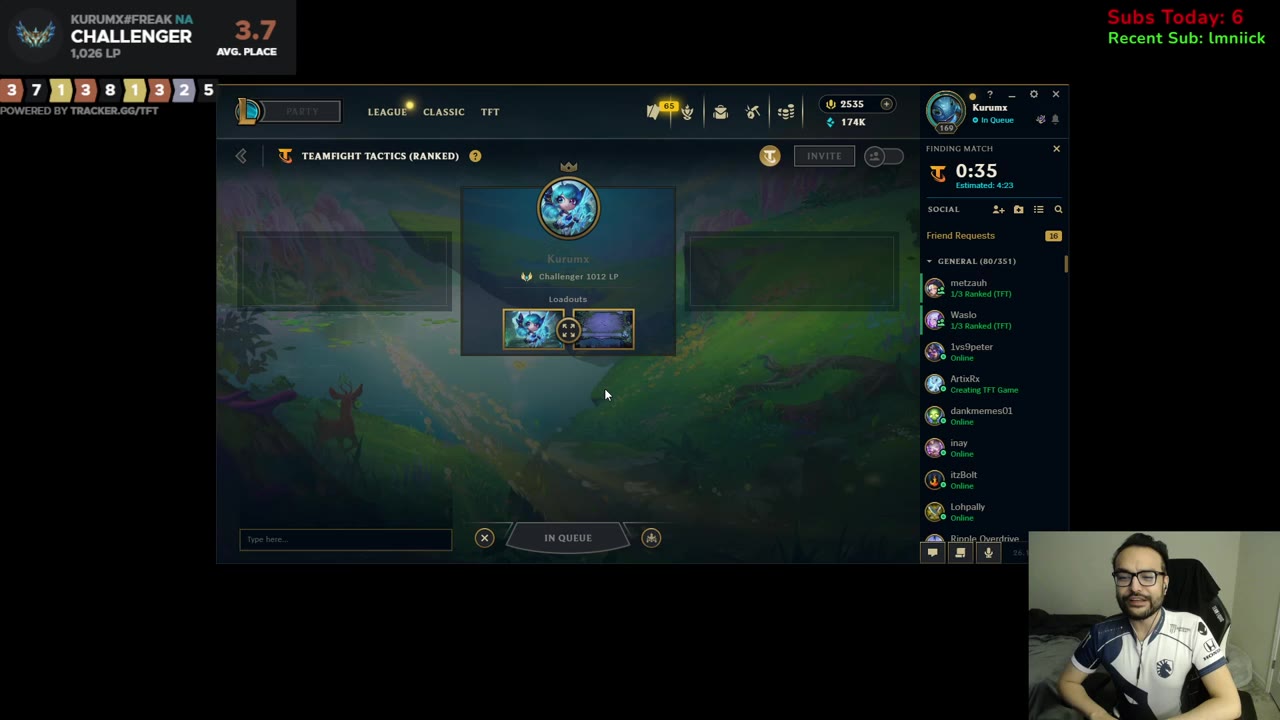 KURUMX#FREAK NA
CHALLENGER
1,026 LP
3.7
AVG. PLACE
3 7 1 3 8 1 3 2 5
POWERED BY TRACKER.GG/TFT
Subs Today: 6
Recent Sub: lmniick
PARTY
LEAGUE
CLASSIC
TFT
65
2535
174K
169
Kurumx
In Queue
TEAMFIGHT TACTICS (RANKED)
INVITE
FINDING MATCH
0:35
Estimated: 4:23
SOCIAL
Friend Requests
16
GENERAL (80/351)
metzauh
1/3 Ranked (TFT)
Waslo
1/3 Ranked (TFT)
1vs9peter
Online
ArtixRx
Creating TFT Game
dankmemes01
Online
inay
Online
itzBolt
Online
Lohpally
Online
Ripple Overdrive...
Kurumx
Challenger 1012 LP
Loadouts
Type here...
IN QUEUE
HONDA